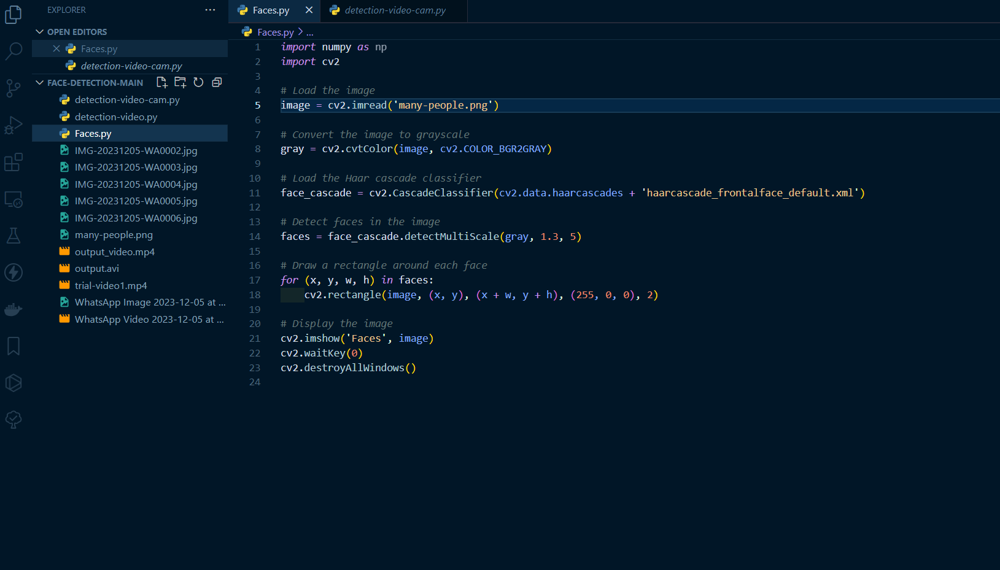 EXPLORER
OPEN EDITORS
Faces.py
detection-video-cam.py
FACE-DETECTION-MAIN
detection-video-cam.py
detection-video.py
Faces.py
IMG-20231205-WA0002.jpg
IMG-20231205-WA0003.jpg
IMG-20231205-WA0004.jpg
IMG-20231205-WA0005.jpg
IMG-20231205-WA0006.jpg
many-people.png
output_video.mp4
output.avi
trial-video1.mp4
WhatsApp Image 2023-12-05 at ...
WhatsApp Video 2023-12-05 at ...
Faces.py detection-video-cam.py
Faces.py > ...
1 import numpy as np
2 import cv2
3
4 # Load the image
5 image = cv2.imread('many-people.png')
6
7 # Convert the image to grayscale
8 gray = cv2.cvtColor(image, cv2.COLOR_BGR2GRAY)
9
10 # Load the Haar cascade classifier
11 face_cascade = cv2.CascadeClassifier(cv2.data.haarcascades + 'haarcascade_frontalface_default.xml')
12
13 # Detect faces in the image
14 faces = face_cascade.detectMultiScale(gray, 1.3, 5)
15
16 # Draw a rectangle around each face
17 for (x, y, w, h) in faces:
18     cv2.rectangle(image, (x, y), (x + w, y + h), (255, 0, 0), 2)
19
20 # Display the image
21 cv2.imshow('Faces', image)
22 cv2.waitKey(0)
23 cv2.destroyAllWindows()
24